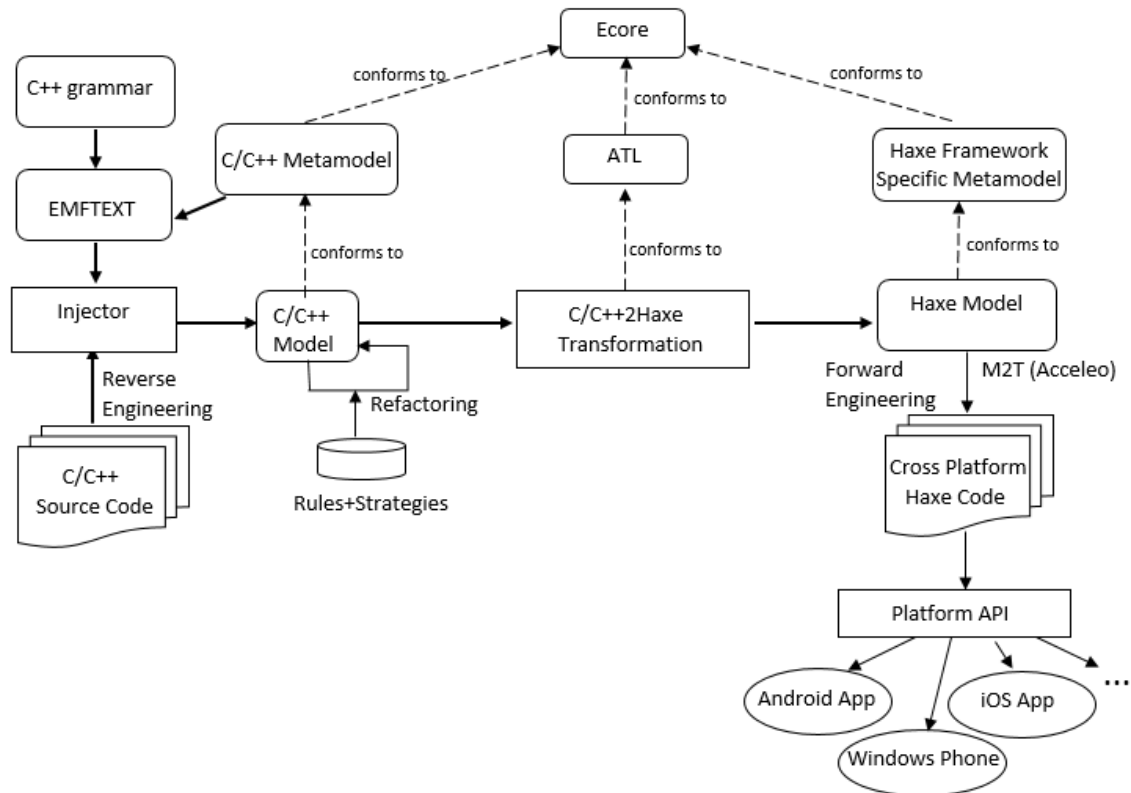 Ecore
C++ grammar
conforms to
conforms to
conforms to
C/C++ Metamodel
ATL
Haxe Framework
Specific Metamodel
EMFTEXT
conforms to
conforms to
conforms to
Injector
C/C++
Model
C/C++2Haxe
Transformation
Haxe Model
Reverse
Engineering
Refactoring
Forward
Engineering
M2T (Acceleo)
C/C++
Source Code
Rules+Strategies
Cross Platform
Haxe Code
Platform API
Android App
iOS App
...
Windows Phone